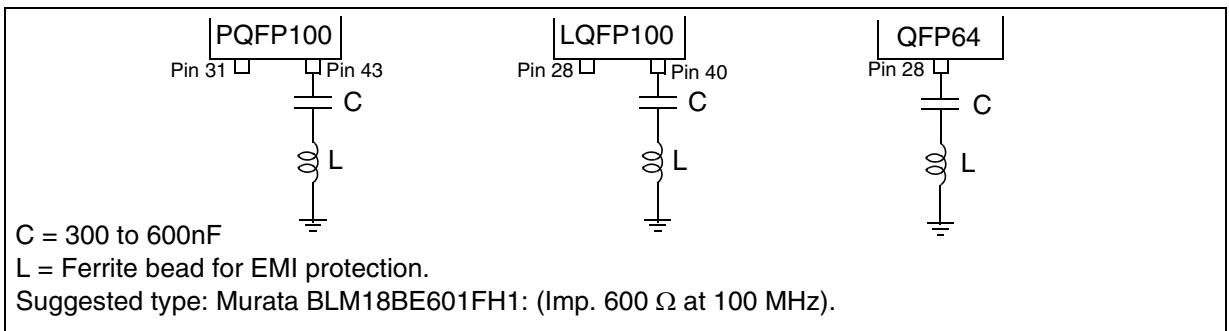 PQFP100 LQFP100 QFP64
Pin 31 Pin 43 Pin 28 Pin 40 Pin 28
C C C
L L L
C = 300 to 600nF
L = Ferrite bead for EMI protection.
Suggested type: Murata BLM18BE601FH1: (Imp. 600 Ω at 100 MHz).